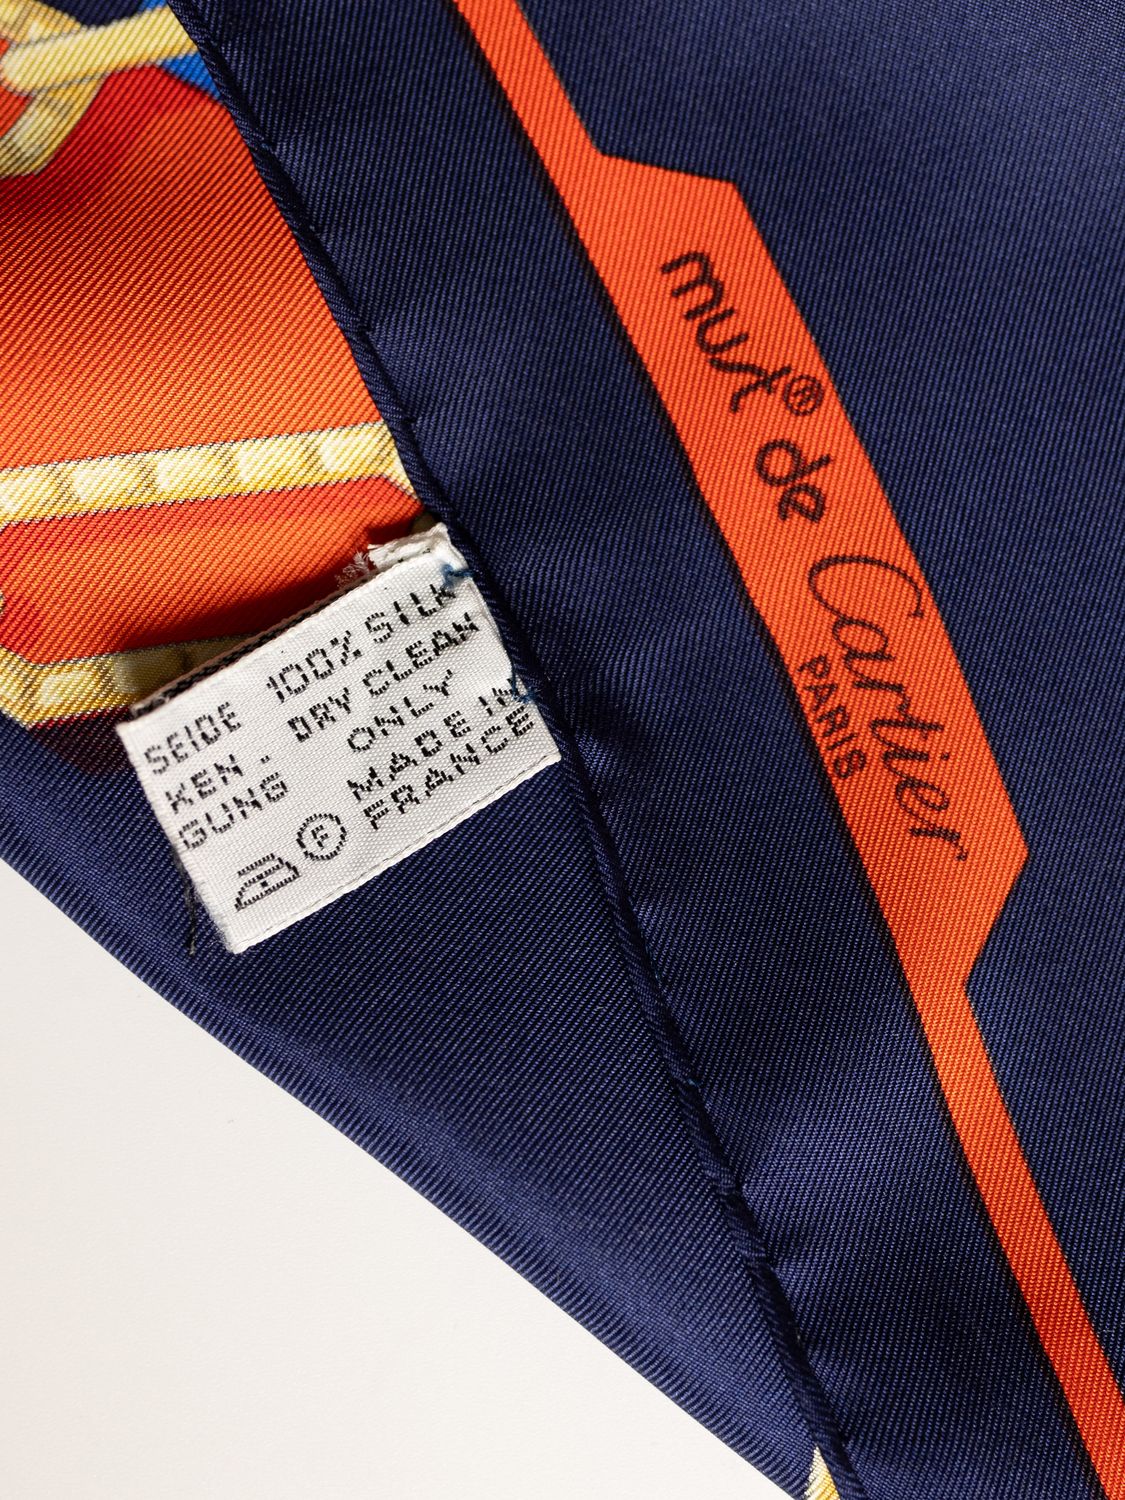 must® de Cartier
PARIS
SEIDE 100% SILK
KEN - DRY CLEAN
GUNG ONLY
MADE IN
FRANCE
F